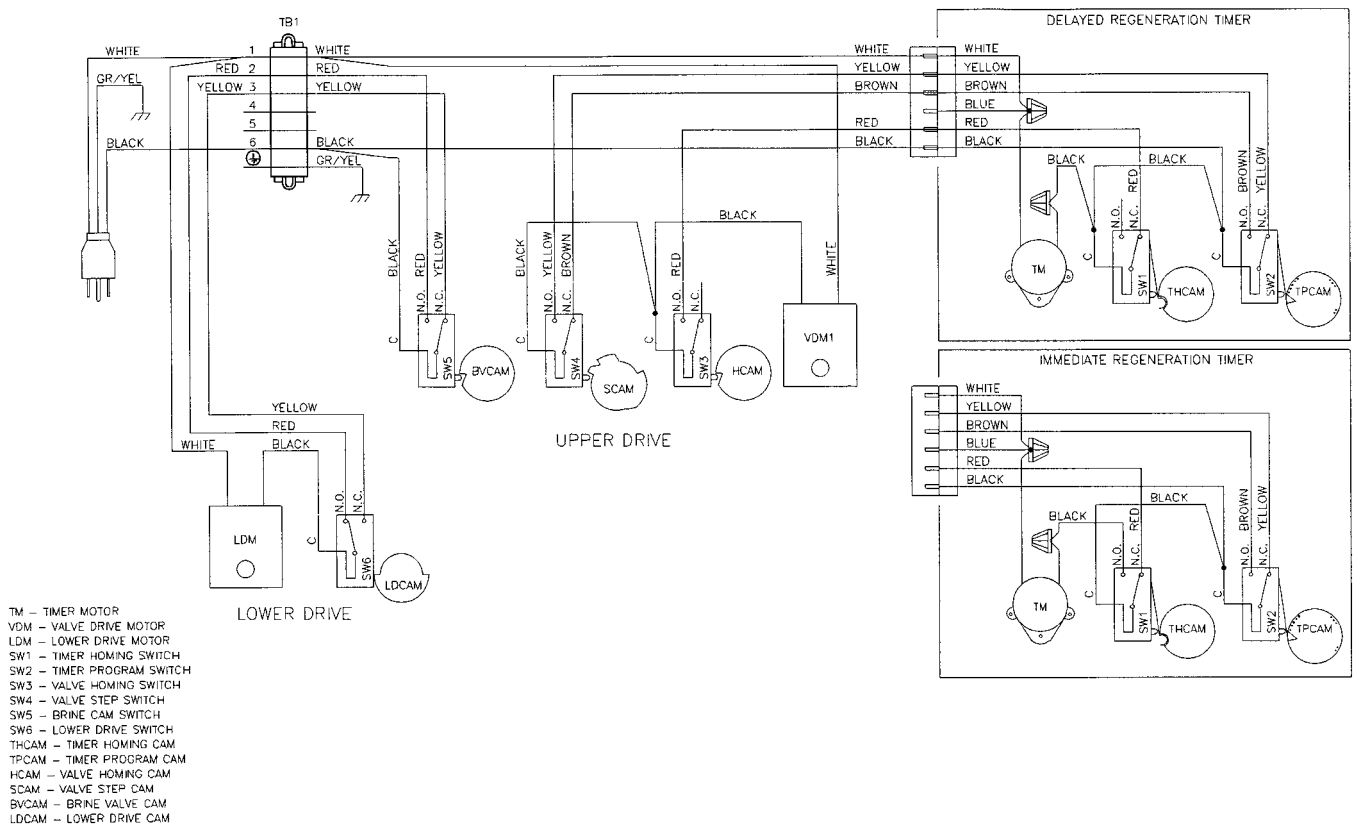 TB1
WHITE
GR/YEL
BLACK
1
RED 2
YELLOW 3
4
5
6
WHITE
RED
YELLOW
BLACK
GR/YEL
WHITE
YELLOW
BROWN
RED
BLACK
BLACK
RED
YELLOW
N.O.
N.C.
C
SW5
BVCAM
BLACK
YELLOW
BROWN
N.O.
N.C.
C
SW4
SCAM
RED
N.O.
N.C.
C
SW3
HCAM
BLACK
WHITE
VDM1
UPPER DRIVE
YELLOW
RED
WHITE
BLACK
N.O.
N.C.
C
LDM
SW6
LDCAM
LOWER DRIVE
DELAYED REGENERATION TIMER
WHITE
YELLOW
BROWN
BLUE
RED
BLACK
BLACK
BLACK
RED
BROWN
YELLOW
N.O.
N.C.
N.O.
N.C.
TM
C
SW1
THCAM
C
SW2
TPCAM
IMMEDIATE REGENERATION TIMER
WHITE
YELLOW
BROWN
BLUE
RED
BLACK
BLACK
BLACK
RED
BROWN
YELLOW
N.O.
N.C.
N.O.
N.C.
TM
C
SW1
THCAM
C
SW2
TPCAM
TM – TIMER MOTOR
VDM – VALVE DRIVE MOTOR
LDM – LOWER DRIVE MOTOR
SW1 – TIMER HOMING SWITCH
SW2 – TIMER PROGRAM SWITCH
SW3 – VALVE HOMING SWITCH
SW4 – VALVE STEP SWITCH
SW5 – BRINE CAM SWITCH
SW6 – LOWER DRIVE SWITCH
THCAM – TIMER HOMING CAM
TPCAM – TIMER PROGRAM CAM
HCAM – VALVE HOMING CAM
SCAM – VALVE STEP CAM
BVCAM – BRINE VALVE CAM
LDCAM – LOWER DRIVE CAM